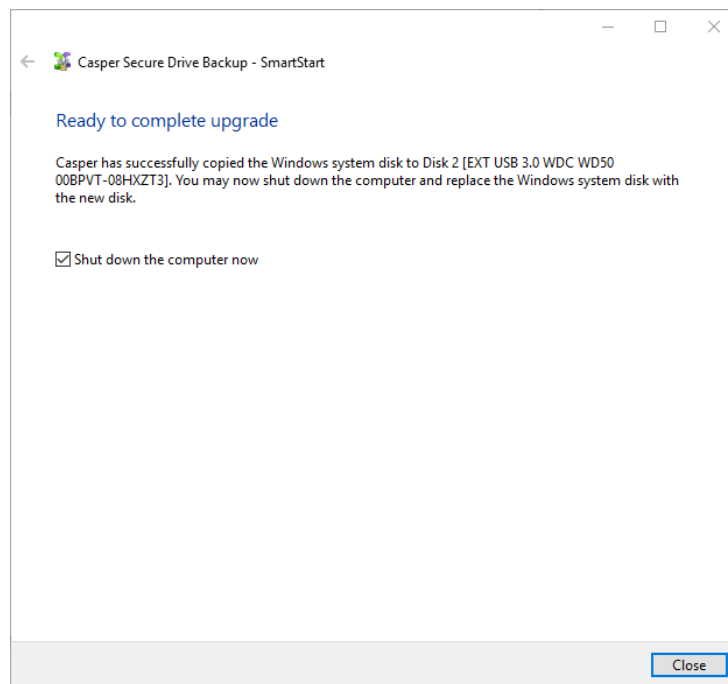 Casper Secure Drive Backup - SmartStart
Ready to complete upgrade
Casper has successfully copied the Windows system disk to Disk 2 [EXT USB 3.0 WDC WD50
00BPVT-08HXZT3]. You may now shut down the computer and replace the Windows system disk with
the new disk.
Shut down the computer now
Close